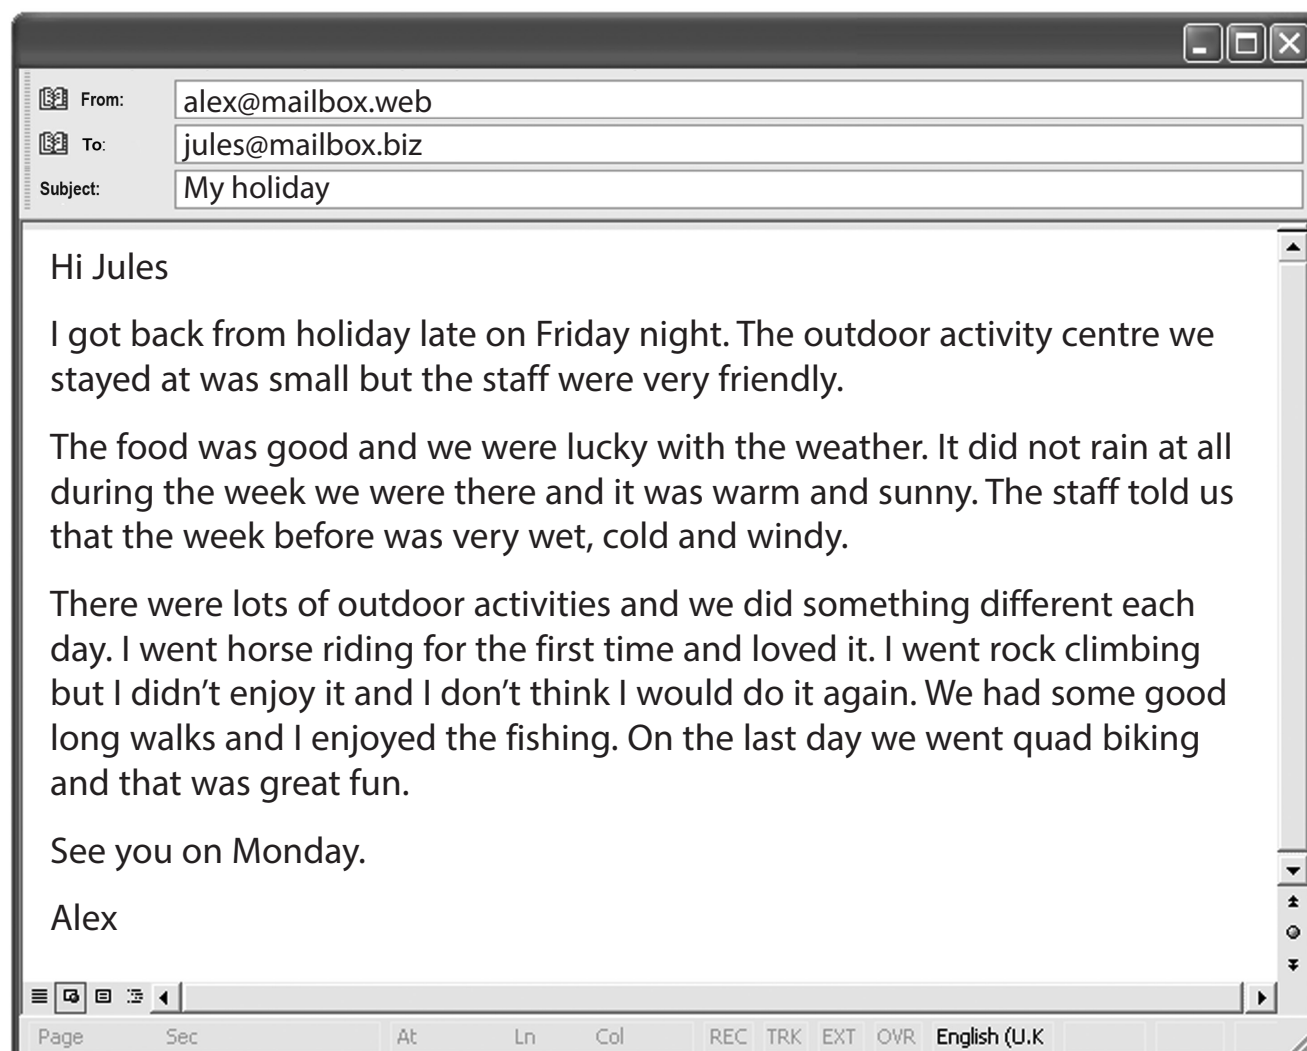 From: alex@mailbox.web
To: jules@mailbox.biz
Subject: My holiday
Hi Jules
I got back from holiday late on Friday night. The outdoor activity centre we
stayed at was small but the staff were very friendly.
The food was good and we were lucky with the weather. It did not rain at all
during the week we were there and it was warm and sunny. The staff told us
that the week before was very wet, cold and windy.
There were lots of outdoor activities and we did something different each
day. I went horse riding for the first time and loved it. I went rock climbing
but I didn’t enjoy it and I don’t think I would do it again. We had some good
long walks and I enjoyed the fishing. On the last day we went quad biking
and that was great fun.
See you on Monday.
Alex
Page Sec At Ln Col REC TRK EXT OVR English (U.K